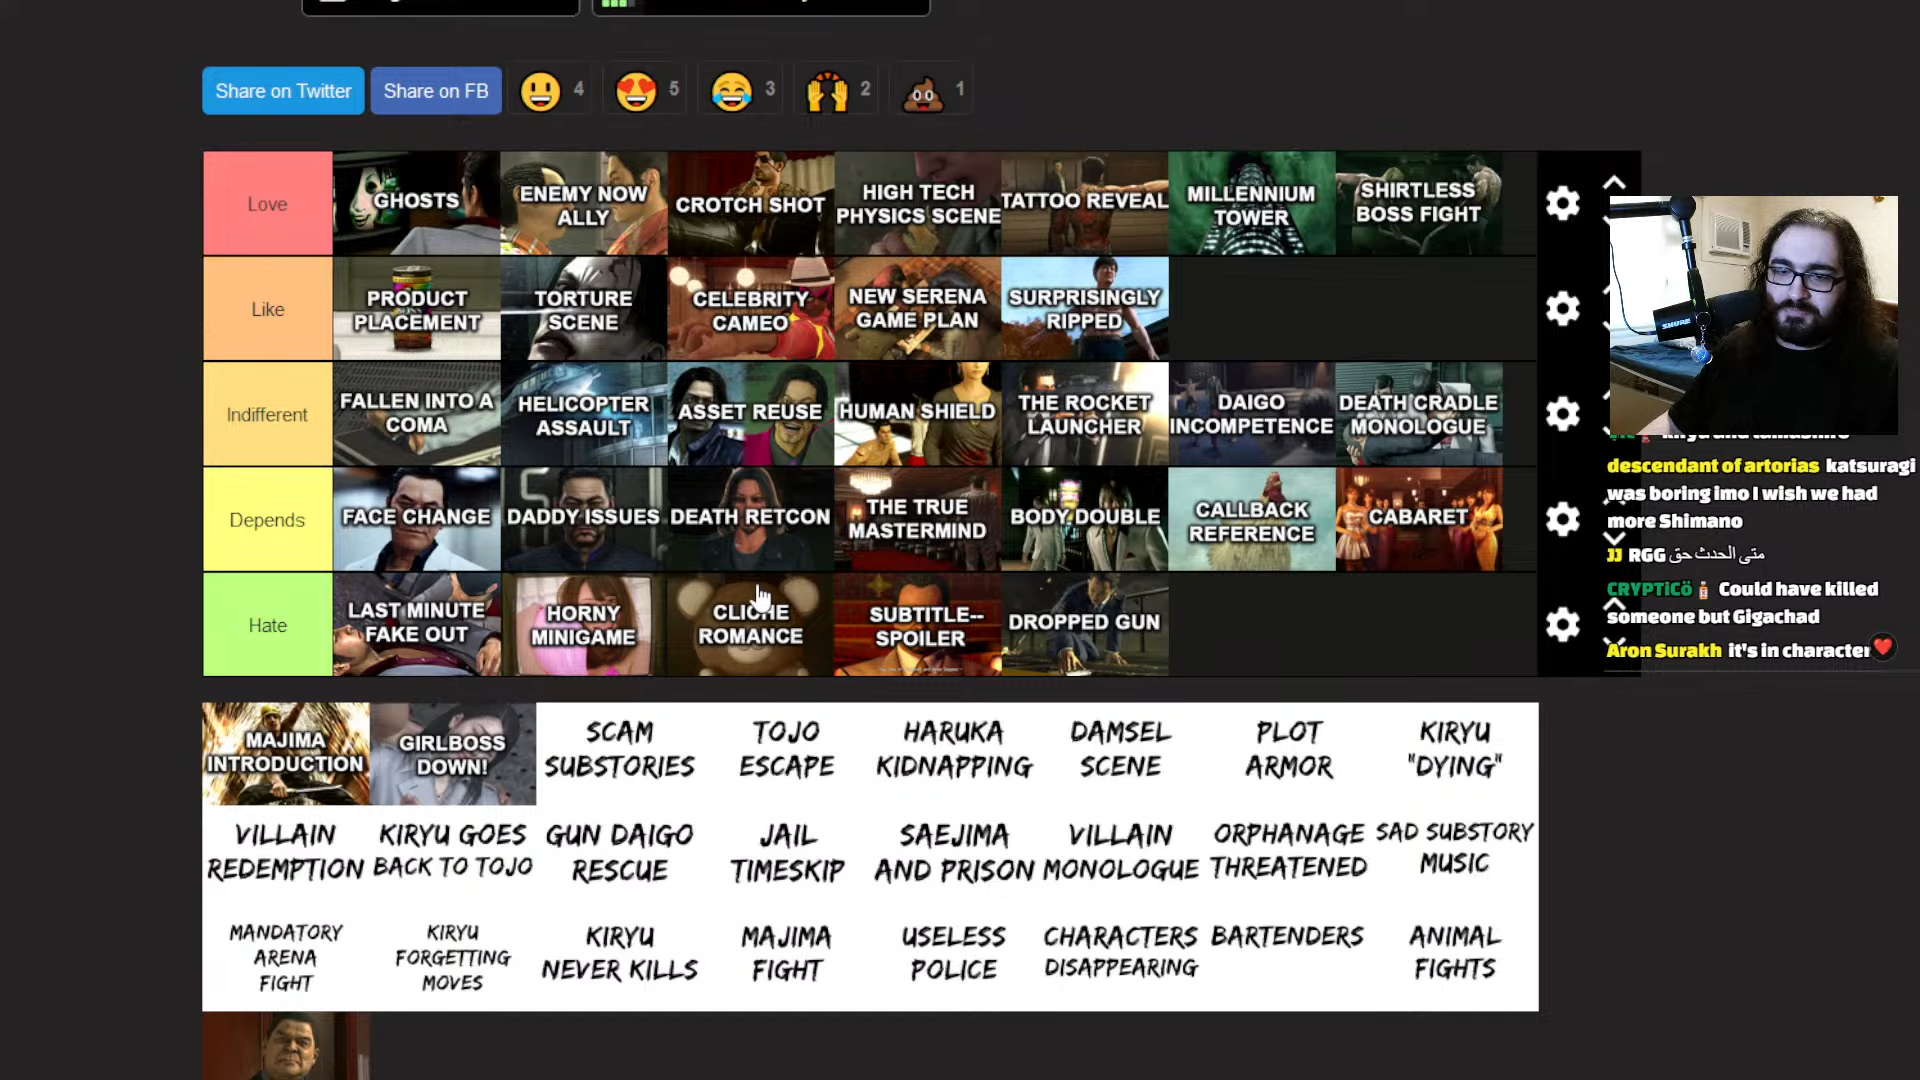 Share on Twitter
Share on FB
4
5
3
2
1
Love
GHOSTS
ENEMY NOW
ALLY
CROTCH SHOT
HIGH TECH
PHYSICS SCENE
TATTOO REVEAL
MILLENNIUM
TOWER
SHIRTLESS
BOSS FIGHT
Like
PRODUCT
PLACEMENT
TORTURE
SCENE
CELEBRITY
CAMEO
NEW SERENA
GAME PLAN
SURPRISINGLY
RIPPED
Indifferent
FALLEN INTO A
COMA
HELICOPTER
ASSAULT
ASSET REUSE
HUMAN SHIELD
THE ROCKET
LAUNCHER
DAIGO
INCOMPETENCE
DEATH CRADLE
MONOLOGUE
Depends
FACE CHANGE
DADDY ISSUES
DEATH RETCON
THE TRUE
MASTERMIND
BODY DOUBLE
CALLBACK
REFERENCE
CABARET
Hate
LAST MINUTE
FAKE OUT
HORNY
MINIGAME
CLICHE
ROMANCE
SUBTITLE--
SPOILER
DROPPED GUN
MAJIMA
INTRODUCTION
GIRLBOSS
DOWN!
SCAM
SUBSTORIES
TOJO
ESCAPE
HARUKA
KIDNAPPING
DAMSEL
SCENE
PLOT
ARMOR
KIRYU
"DYING"
VILLAIN
REDEMPTION
KIRYU GOES
BACK TO TOJO
GUN DAIGO
RESCUE
JAIL
TIMESKIP
SAEJIMA
AND PRISON
VILLAIN
MONOLOGUE
ORPHANAGE
THREATENED
SAD SUBSTORY
MUSIC
MANDATORY
ARENA
FIGHT
KIRYU
FORGETTING
MOVES
KIRYU
NEVER KILLS
MAJIMA
FIGHT
USELESS
POLICE
CHARACTERS
DISAPPEARING
BARTENDERS
ANIMAL
FIGHTS
SHURE
descendant of artorias katsuragi
was boring imo I wish we had
more Shimano
JJ RGG متى الحدث حق
CRYPTiCö Could have killed
someone but Gigachad
Aron Surakh it's in character